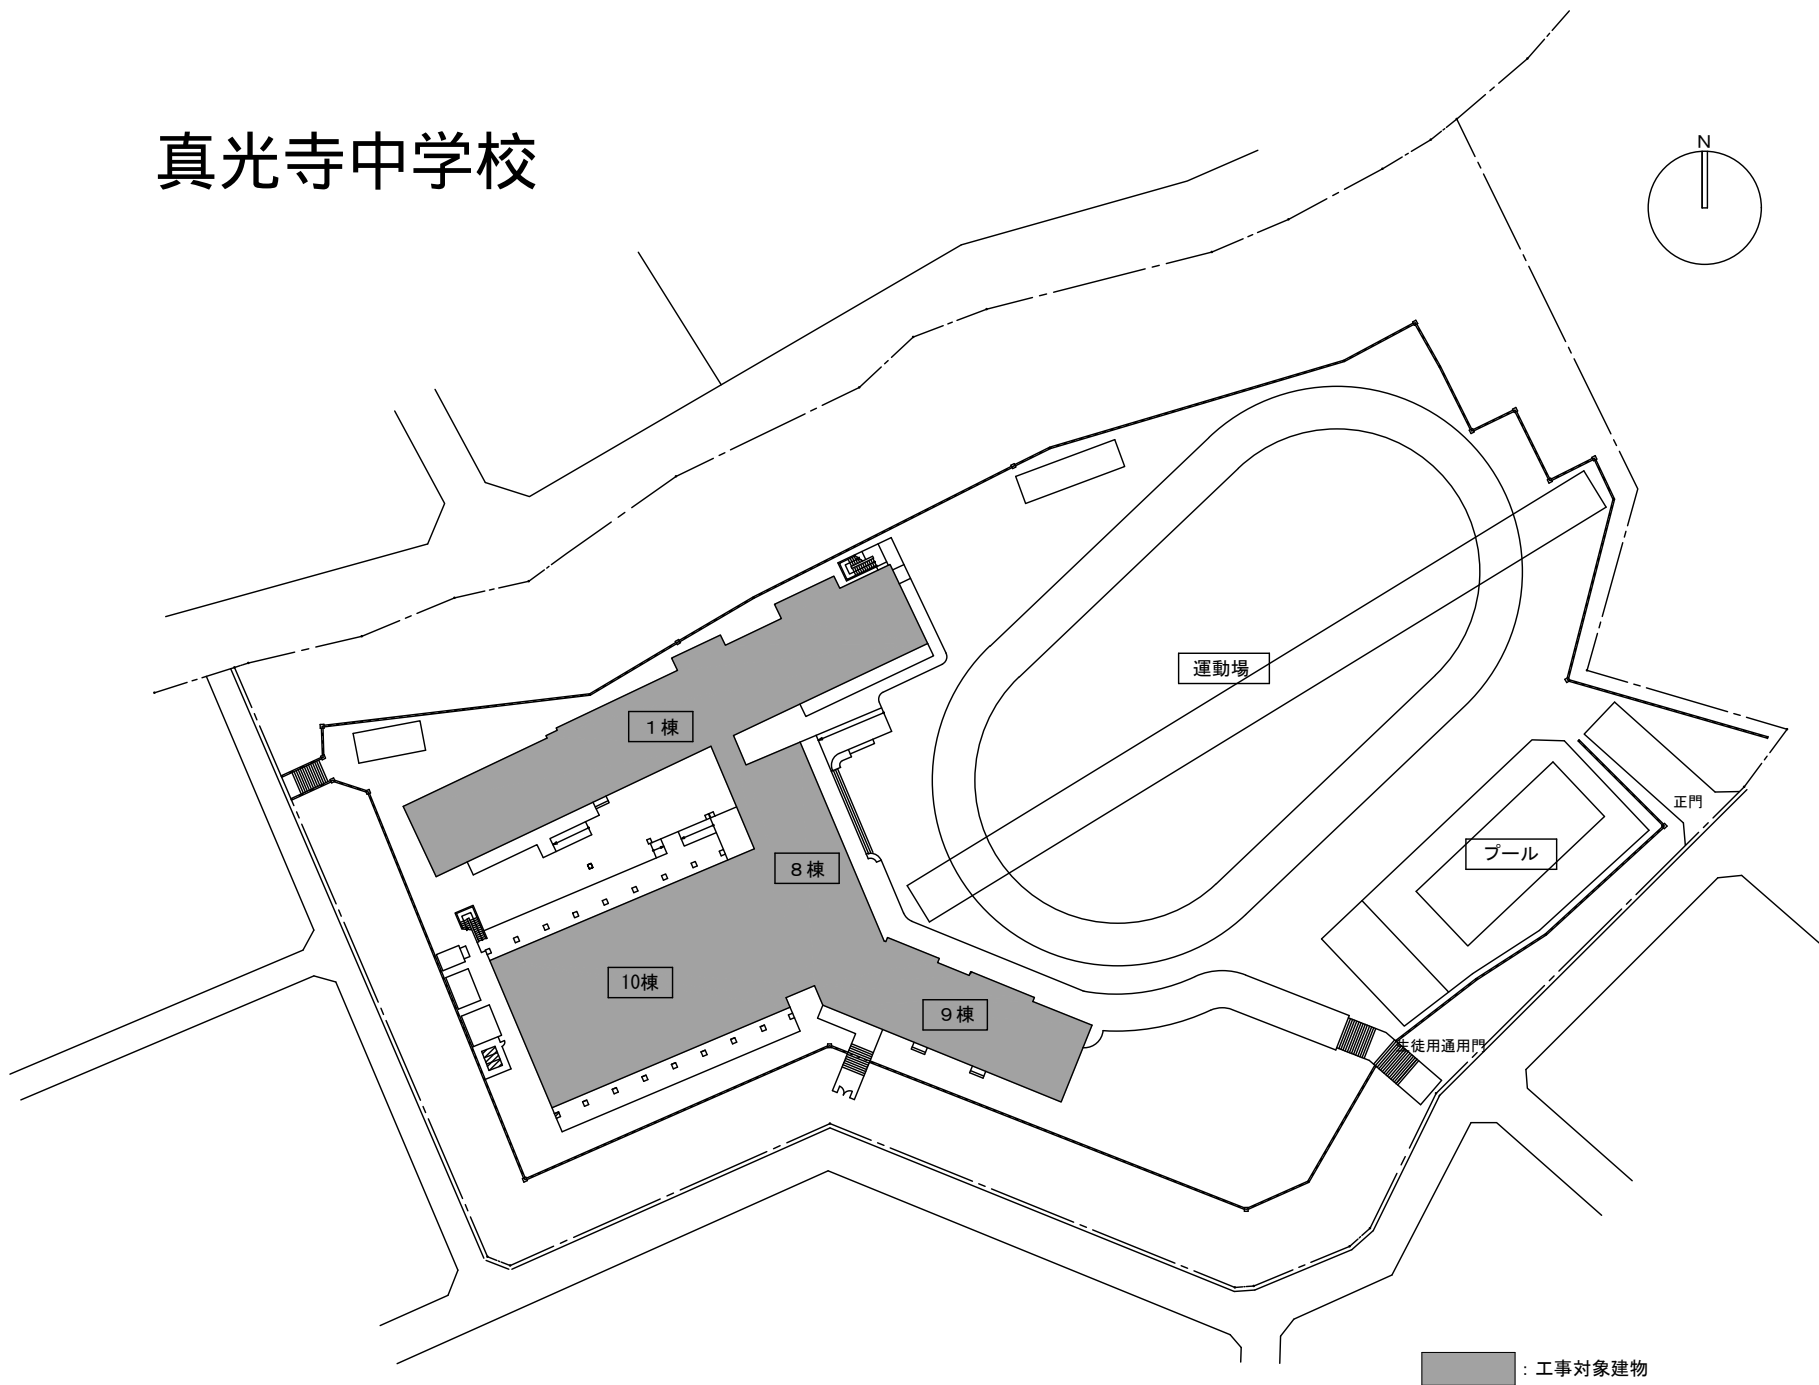 真光寺中学校
N
運動場
１棟
正門
プール
８棟
10棟
９棟
生徒用通用門
：工事対象建物